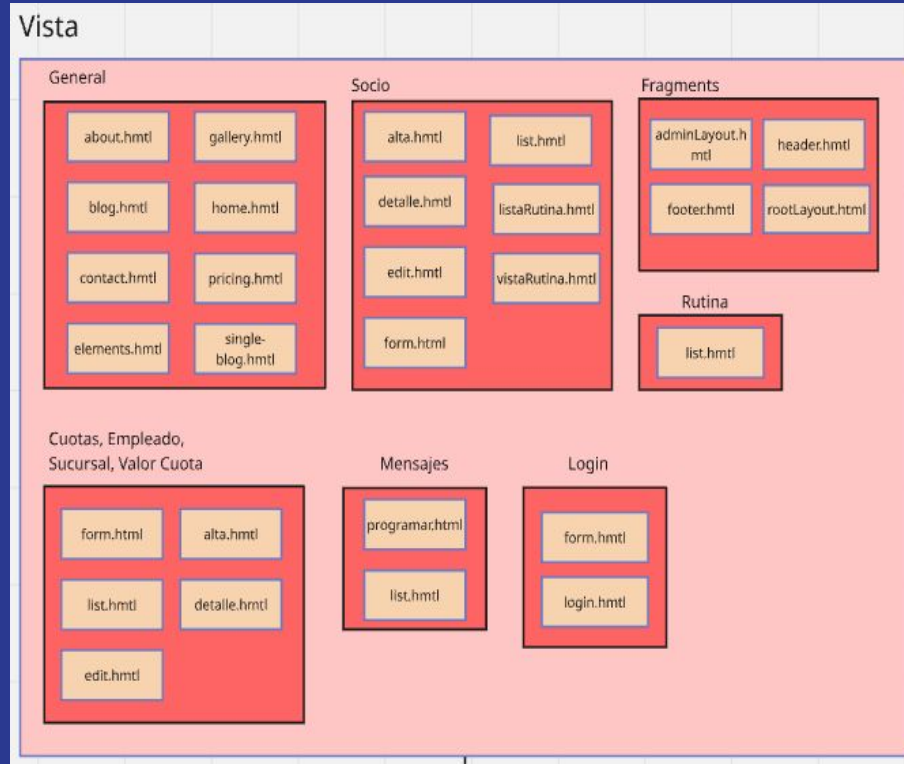 Vista
General
about.hmtl
gallery.hmtl
blog.hmtl
home.hmtl
contact.hmtl
pricing.hmtl
elements.hmtl
single-
blog.hmtl
Socio
alta.hmtl
list.hmtl
detalle.hmtl
listaRutina.hmtl
edit.hmtl
vistaRutina.hmtl
form.html
Fragments
adminLayout.h
mtl
header.hmtl
footer.hmtl
rootLayout.html
Rutina
list.hmtl
Cuotas, Empleado,
Sucursal, Valor Cuota
form.html
alta.hmtl
list.hmtl
detalle.hmtl
edit.hmtl
Mensajes
programar.html
list.hmtl
Login
form.hmtl
login.hmtl